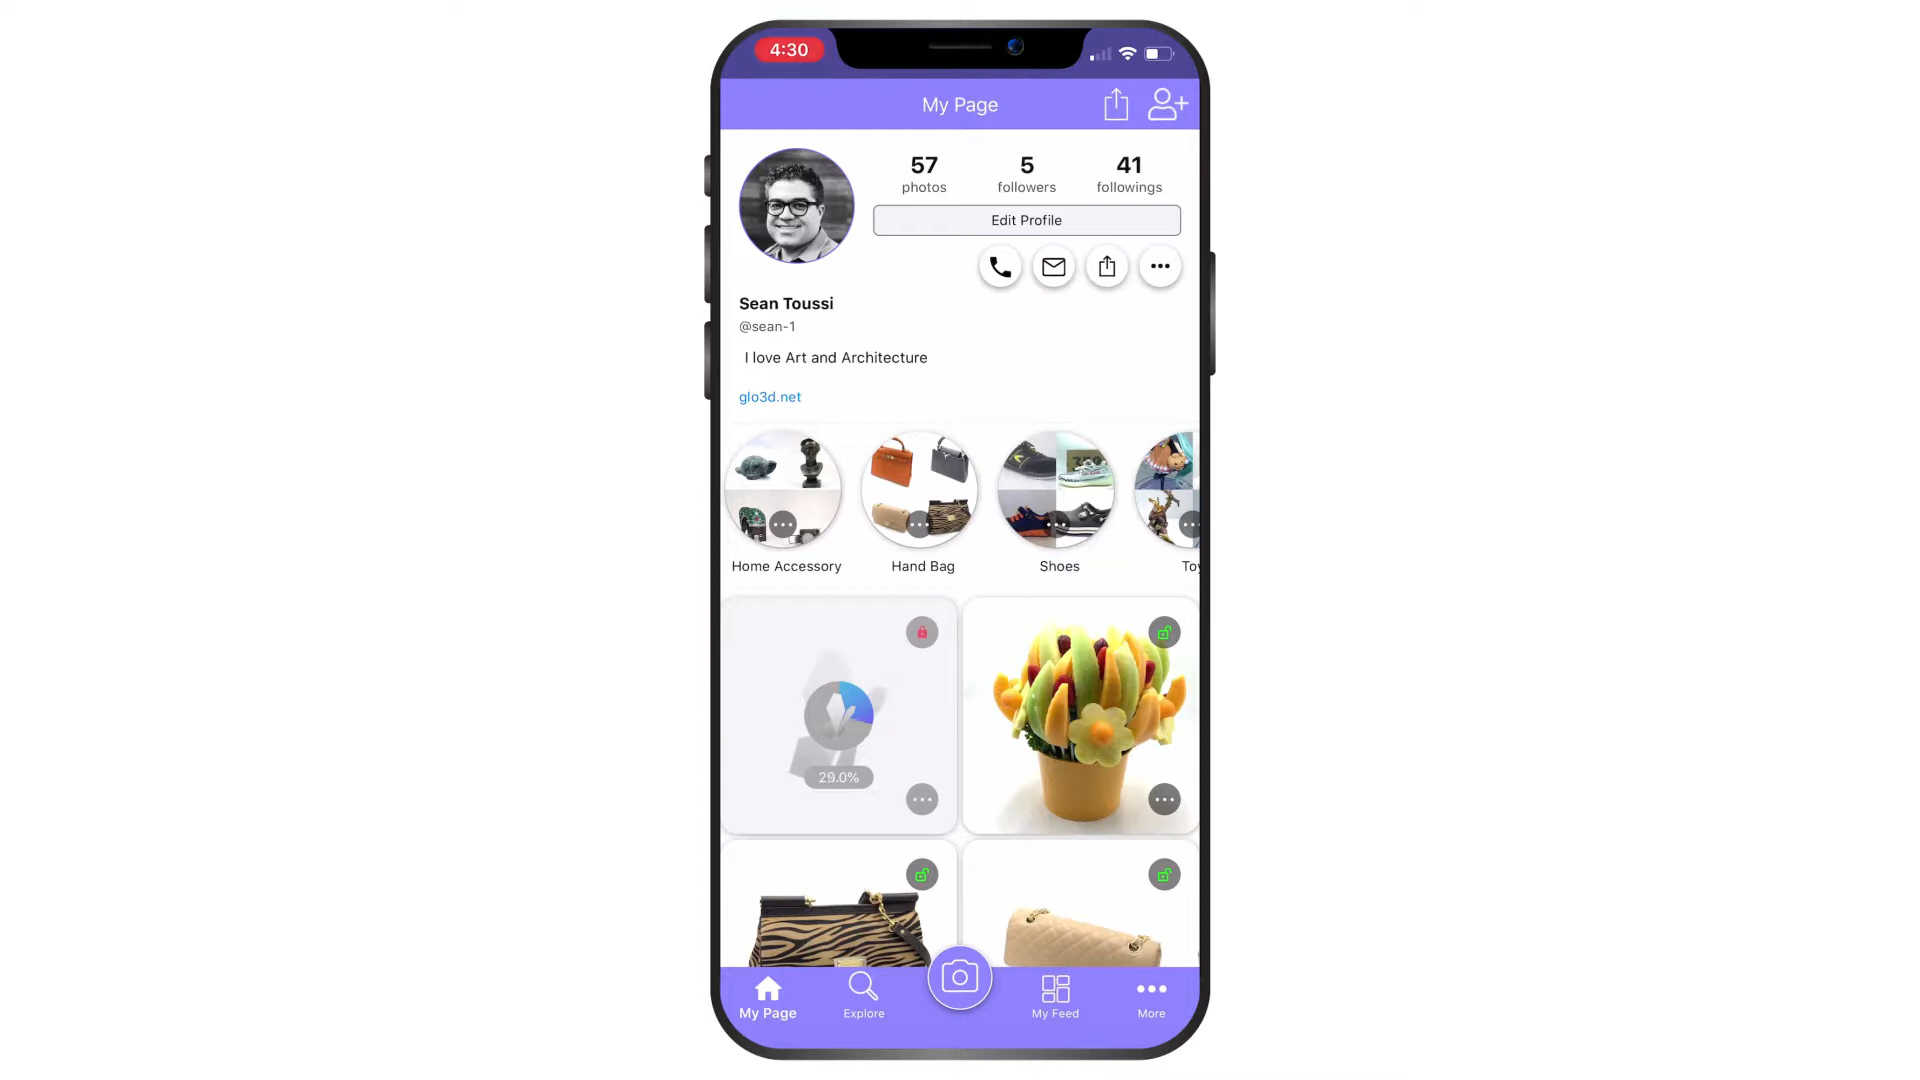 4:30
My Page
57
5
41
photos
followers
followings
Edit Profile
Sean Toussi
@sean-1
I love Art and Architecture
glo3d.net
Home Accessory
Hand Bag
Shoes
Toy
29.0%
My Page
Explore
My Feed
More